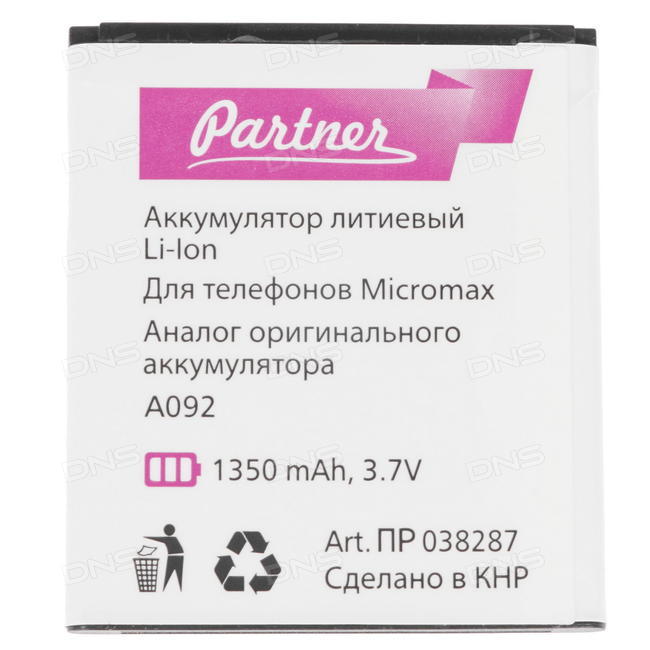 Partner
Аккумулятор литиевый
Li-Ion
Для телефонов Micromax
Аналог оригинального
аккумулятора
A092
1350 mAh, 3.7V
Art. ПР 038287
Сделано в КНР
DNS